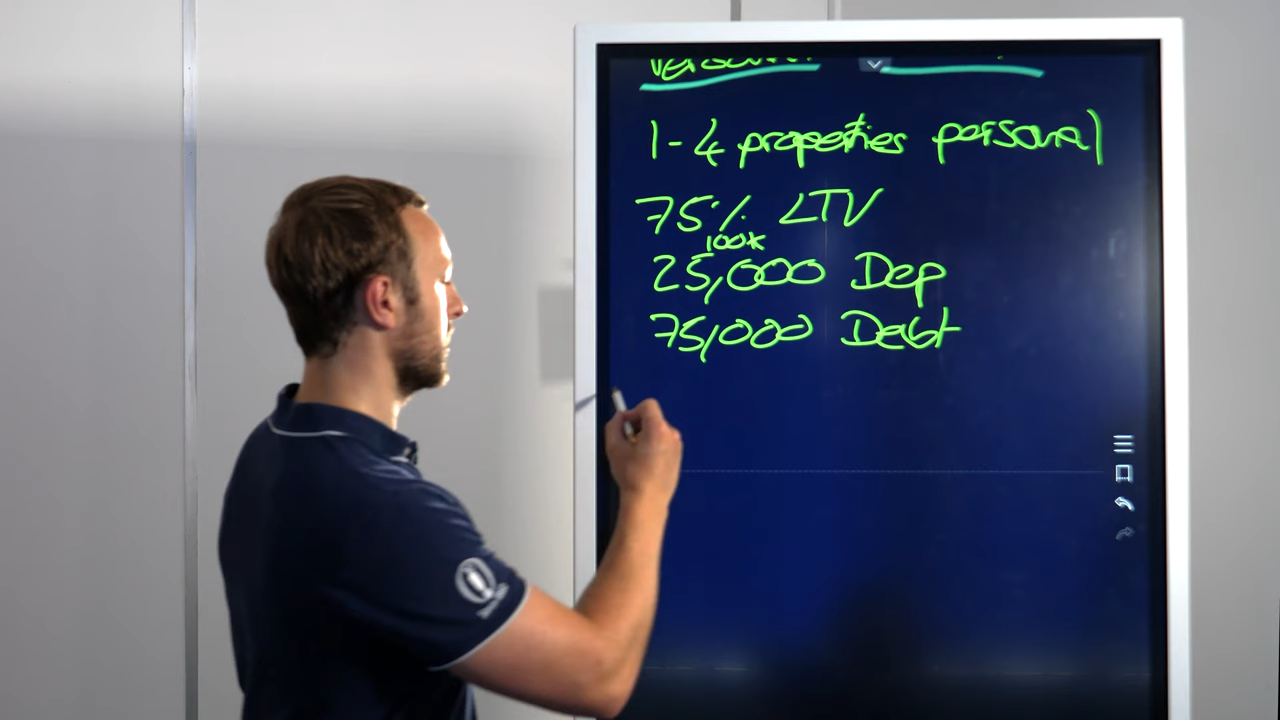 1-4 properties personal
75% LTV
100k
25,000 Dep
75,000 Debt